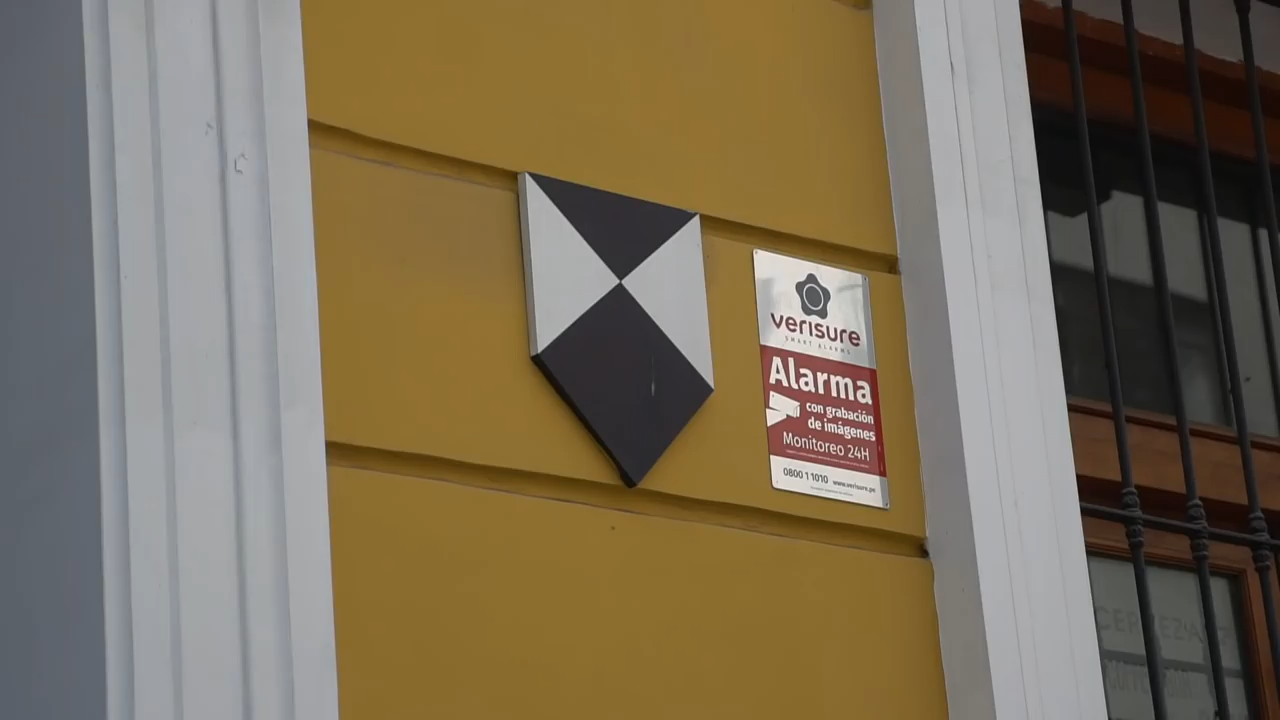 verisure
SMART ALARMS
Alarma
con grabación
de imágenes
Monitoreo 24H
0800 1 1010 www.verisure.pe